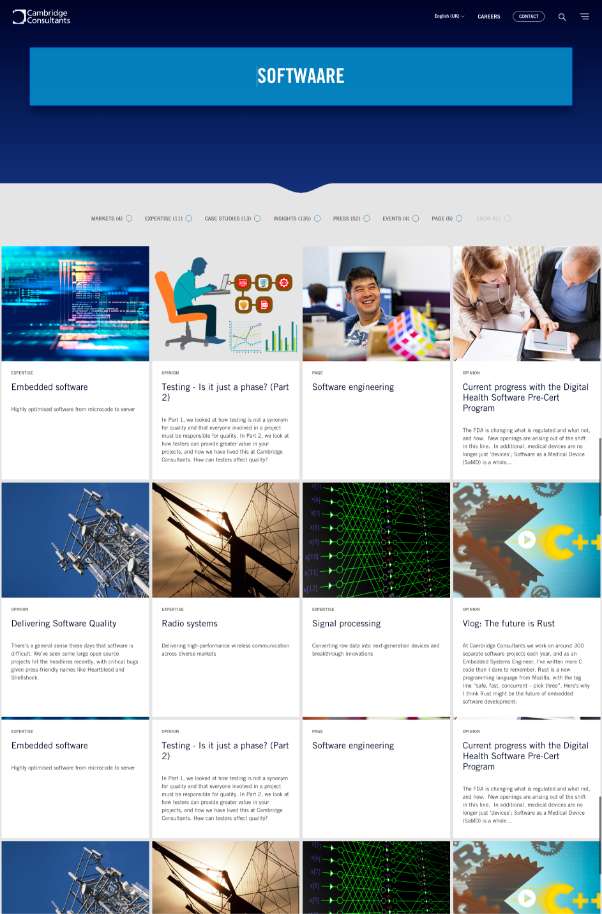 Cambridge
Consultants
English (UK)
CAREERS
CONTACT
SOFTWAARE
MARKETS (4)
EXPERTISE (11)
CASE STUDIES (13)
INSIGHTS (135)
PRESS (52)
EVENTS (4)
PAGE (5)
SHOW ALL
EXPERTISE
Embedded software
Highly optimised software from microcode to server
OPINION
Testing - Is it just a phase? (Part
2)
In Part 1, we looked at how testing is not a synonym
for quality and that everyone involved in a project
must be responsible for quality. In Part 2, we look at
how testers can provide greater value in your
projects, and how we have lived this at Cambridge
Consultants. How can testers affect quality?
PAGE
Software engineering
OPINION
Current progress with the Digital
Health Software Pre-Cert
Program
The FDA is changing what is regulated and what not,
and how. New openings are arising out of the shift
in this line. In additional, medical devices are no
longer just 'devices'; Software as a Medical Device
(SaMD) is a whole...
x[6]
x[7]
x[8]
x[9]
x[10]
x[11]
x[12]
C++
OPINION
Delivering Software Quality
There's a general sense these days that software is
difficult. We've seen some large open source
projects hit the headlines recently, with critical bugs
given press-friendly names like Heartbleed and
Shellshock.
EXPERTISE
Radio systems
Delivering high-performance wireless communication
across diverse markets
EXPERTISE
Signal processing
Converting raw data into next-generation devices and
breakthrough innovations
OPINION
Vlog: The future is Rust
At Cambridge Consultants we work on around 300
separate software projects each year, and as an
Embedded Systems Engineer, I've written more C
code than I dare to remember. Rust is a new
programming language from Mozilla, with the tag
line "safe, fast, concurrent - pick three". Here's why
I think Rust might be the future of embedded
software development.
EXPERTISE
Embedded software
Highly optimised software from microcode to server
OPINION
Testing - Is it just a phase? (Part
2)
In Part 1, we looked at how testing is not a synonym
for quality and that everyone involved in a project
must be responsible for quality. In Part 2, we look at
how testers can provide greater value in your
projects, and how we have lived this at Cambridge
Consultants. How can testers affect quality?
PAGE
Software engineering
OPINION
Current progress with the Digital
Health Software Pre-Cert
Program
The FDA is changing what is regulated and what not,
and how. New openings are arising out of the shift
in this line. In additional, medical devices are no
longer just 'devices'; Software as a Medical Device
(SaMD) is a whole...
x[6]
x[7]
x[8]
x[9]
C++